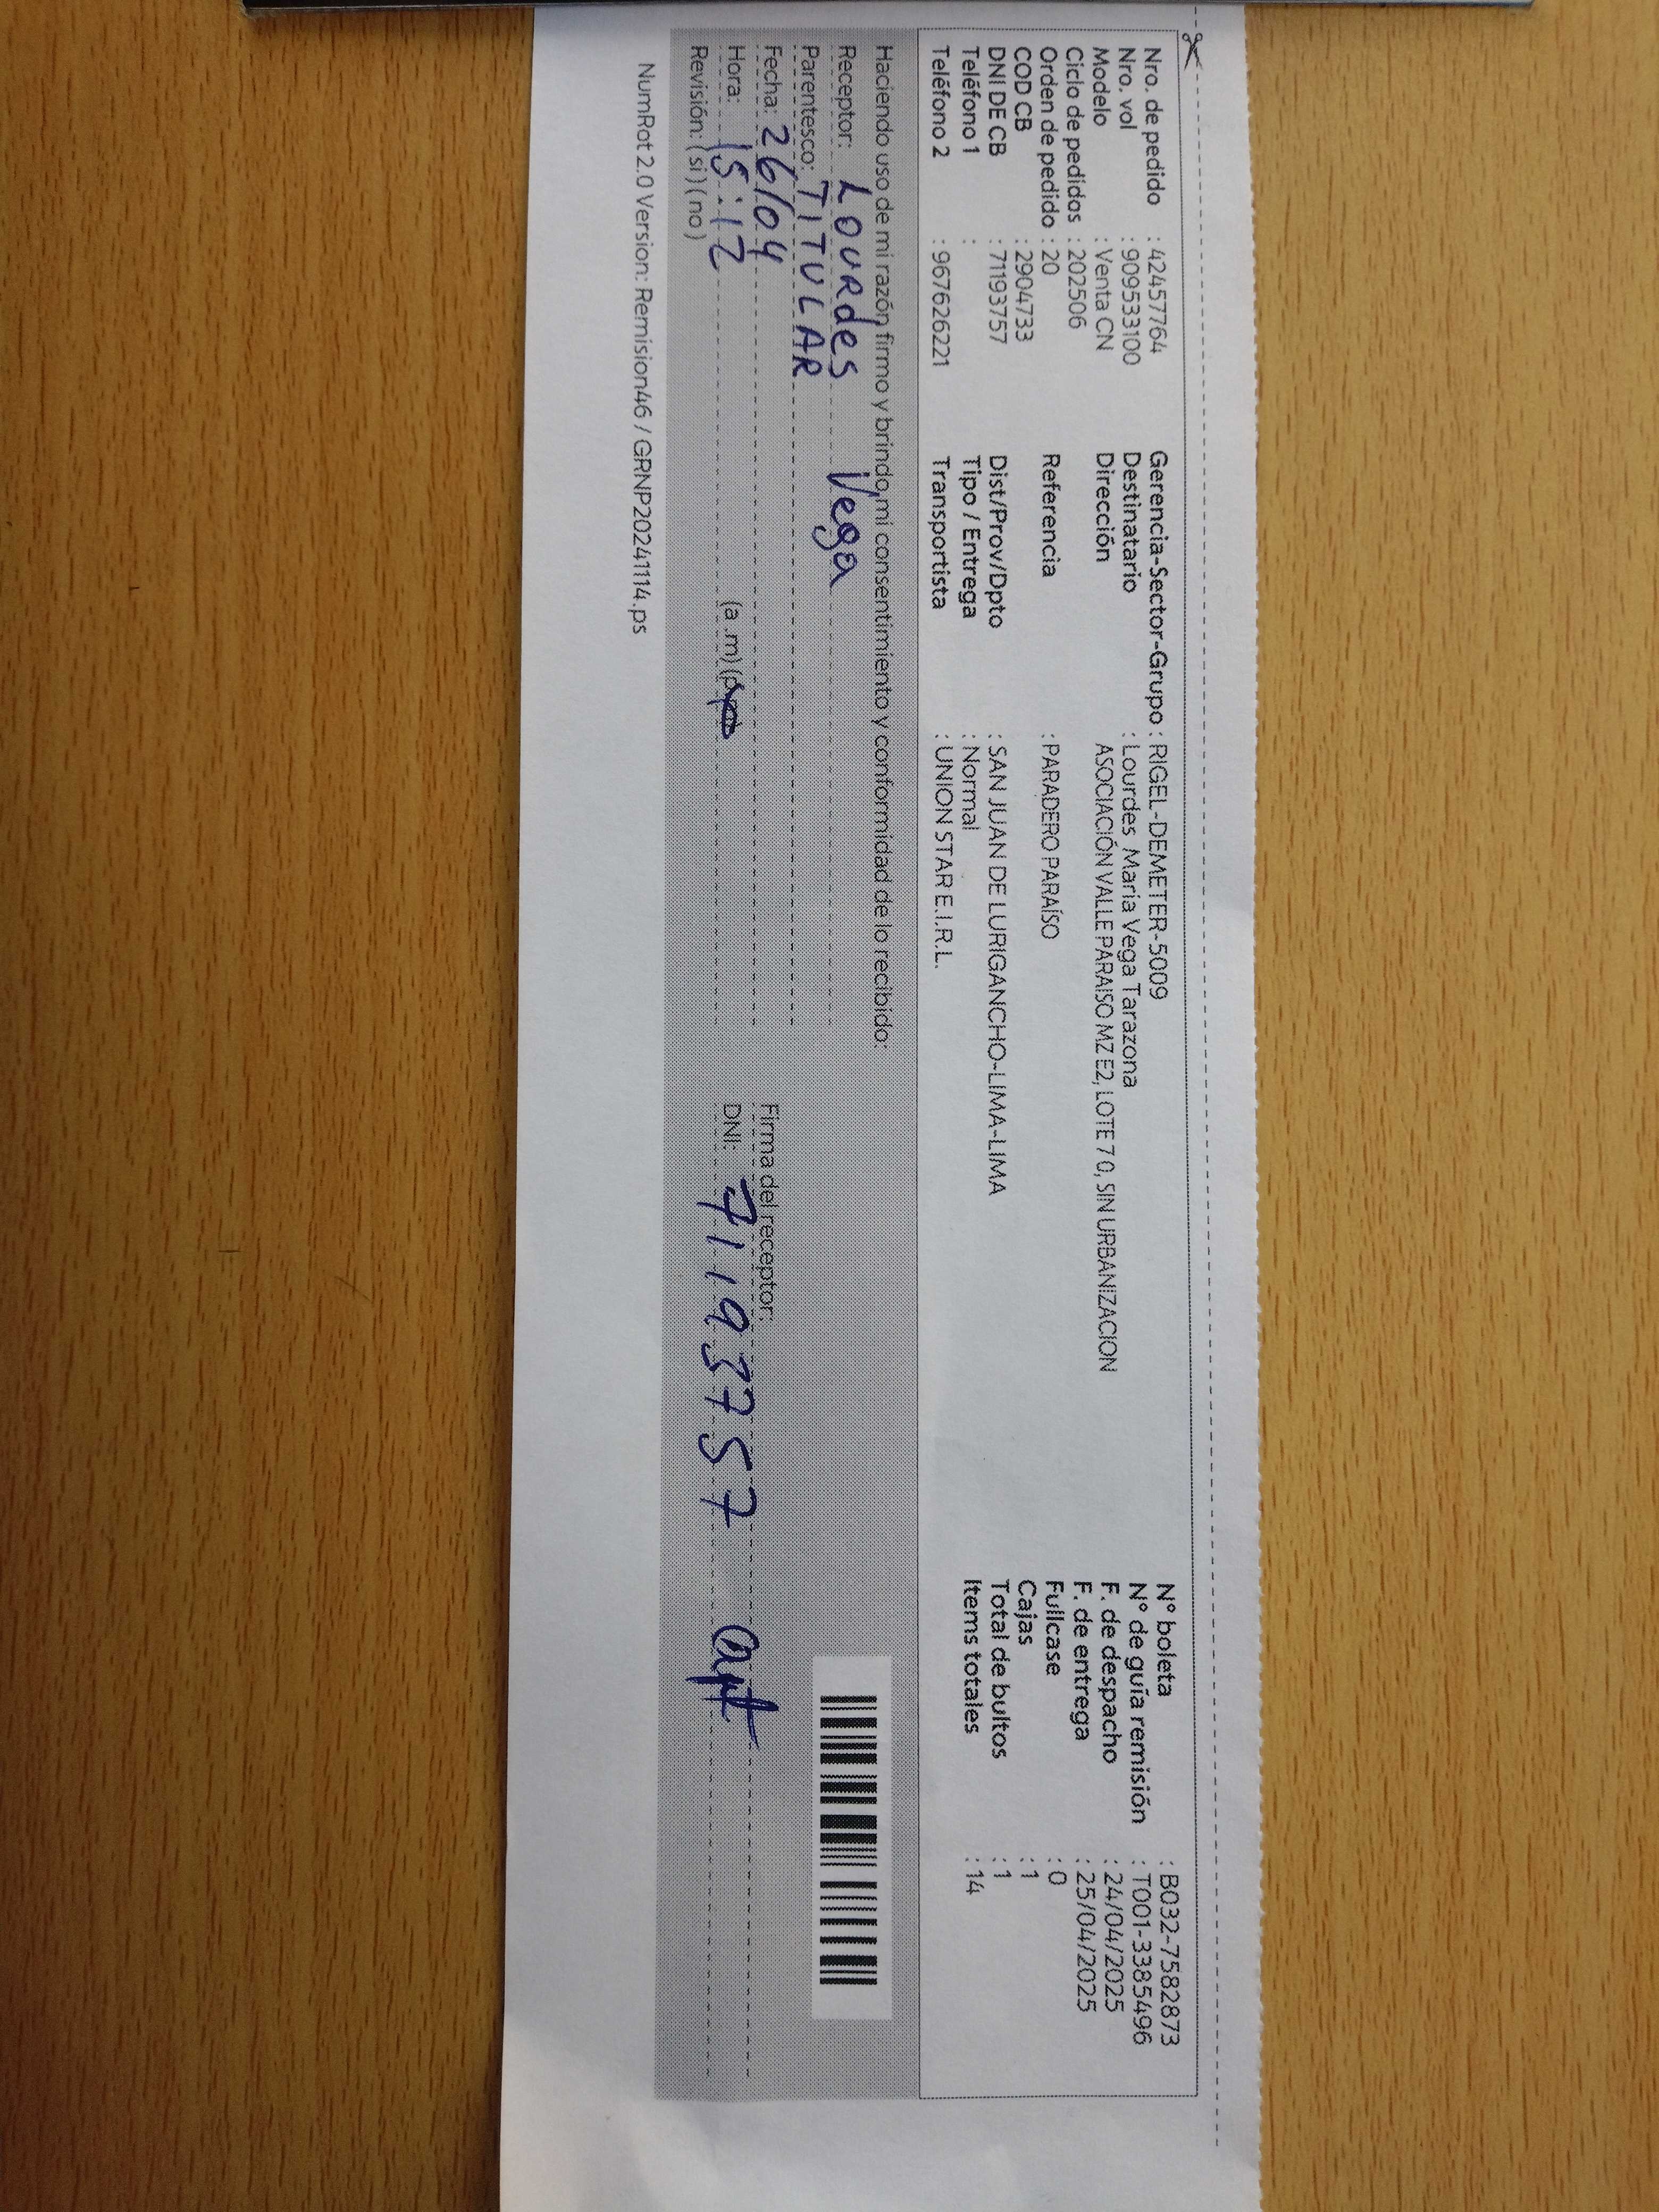 Nro. de pedido : 42457764
Nro. vol : 909533100
Modelo : Venta CN
Ciclo de pedidos : 202506
Orden de pedido : 20
COD CB : 2904733
DNI DE CB : 71193757
Teléfono 1 :
Teléfono 2 : 967626221
Gerencia-Sector-Grupo : RIGEL-DEMETER-5009
Destinatario : Lourdes Maria Vega Tarazona
Dirección ASOCIACIÓN VALLE PARAISO MZ E2, LOTE 7 0, SIN URBANIZACION
Referencia : PARADERO PARAÍSO
Dist/Prov/Dpto : SAN JUAN DE LURIGANCHO-LIMA-LIMA
Tipo / Entrega : Normal
Transportista : UNION STAR E.I.R.L.
N° boleta : B032-7582873
N° de guía remisión : T001-3385496
F. de despacho : 24/04/2025
F. de entrega : 25/04/2025
Fullcase : 0
Cajas : 1
Total de bultos : 1
Items totales : 14
Haciendo uso de mi razón firmo y brindo mi consentimiento y conformidad de lo recibido:
Receptor: Lourdes Vega
Parentesco: TITULAR
Fecha: 26/04
Hora: 15:12 (a .m) (p
Revisión: ( si ) ( no )
Firma del receptor:
DNI: 71193757
NumRot 2.0 Version: Remision46 / GRNP20241114.ps